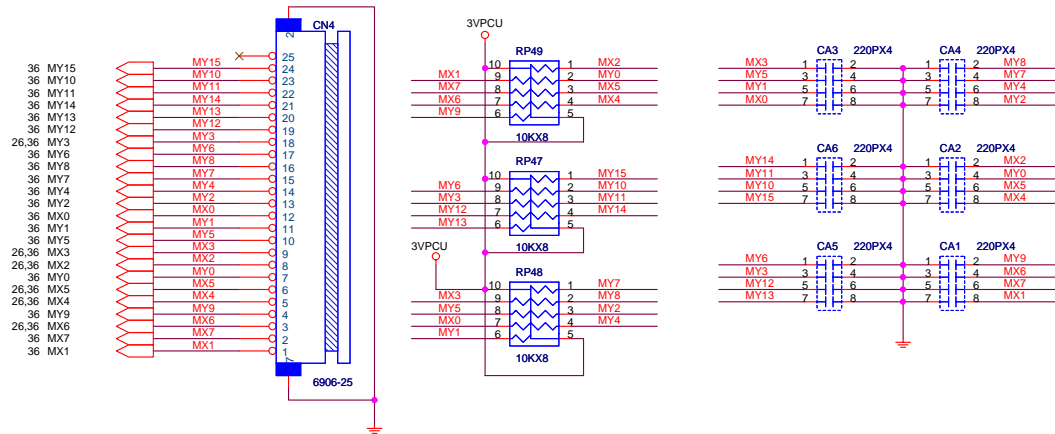 CN4
2
25
36 MY15 MY15 24
36 MY10 MY10 23
36 MY11 MY11 22
36 MY14 MY14 21
36 MY13 MY13 20
36 MY12 MY12 19
26,36 MY3 MY3 18
36 MY6 MY6 17
36 MY8 MY8 16
36 MY7 MY7 15
36 MY4 MY4 14
36 MY2 MY2 13
36 MX0 MX0 12
36 MY1 MY1 11
36 MY5 MY5 10
26,36 MX3 MX3 9
26,36 MX2 MX2 8
36 MY0 MY0 7
26,36 MX5 MX5 6
26,36 MX4 MX4 5
36 MY9 MY9 4
26,36 MX6 MX6 3
36 MX7 MX7 2
36 MX1 MX1 1
6906-25
3VPCU
RP49
10 1 MX2
MX1 9 2 MY0
MX7 8 3 MX5
MX6 7 4 MX4
MY9 6 5
10KX8
RP47
10 1 MY15
MY6 9 2 MY10
MY3 8 3 MY11
MY12 7 4 MY14
MY13 6 5
10KX8
3VPCU
RP48
10 1 MY7
MX3 9 2 MY8
MY5 8 3 MY2
MX0 7 4 MY4
MY1 6 5
10KX8
CA3 220PX4 CA4 220PX4
MX3 1 2 1 2 MY8
MY5 3 4 3 4 MY7
MY1 5 6 5 6 MY4
MX0 7 8 7 8 MY2
CA6 220PX4 CA2 220PX4
MY14 1 2 1 2 MX2
MY11 3 4 3 4 MY0
MY10 5 6 5 6 MX5
MY15 7 8 7 8 MX4
CA5 220PX4 CA1 220PX4
MY6 1 2 1 2 MY9
MY3 3 4 3 4 MX6
MY12 5 6 5 6 MX7
MY13 7 8 7 8 MX1